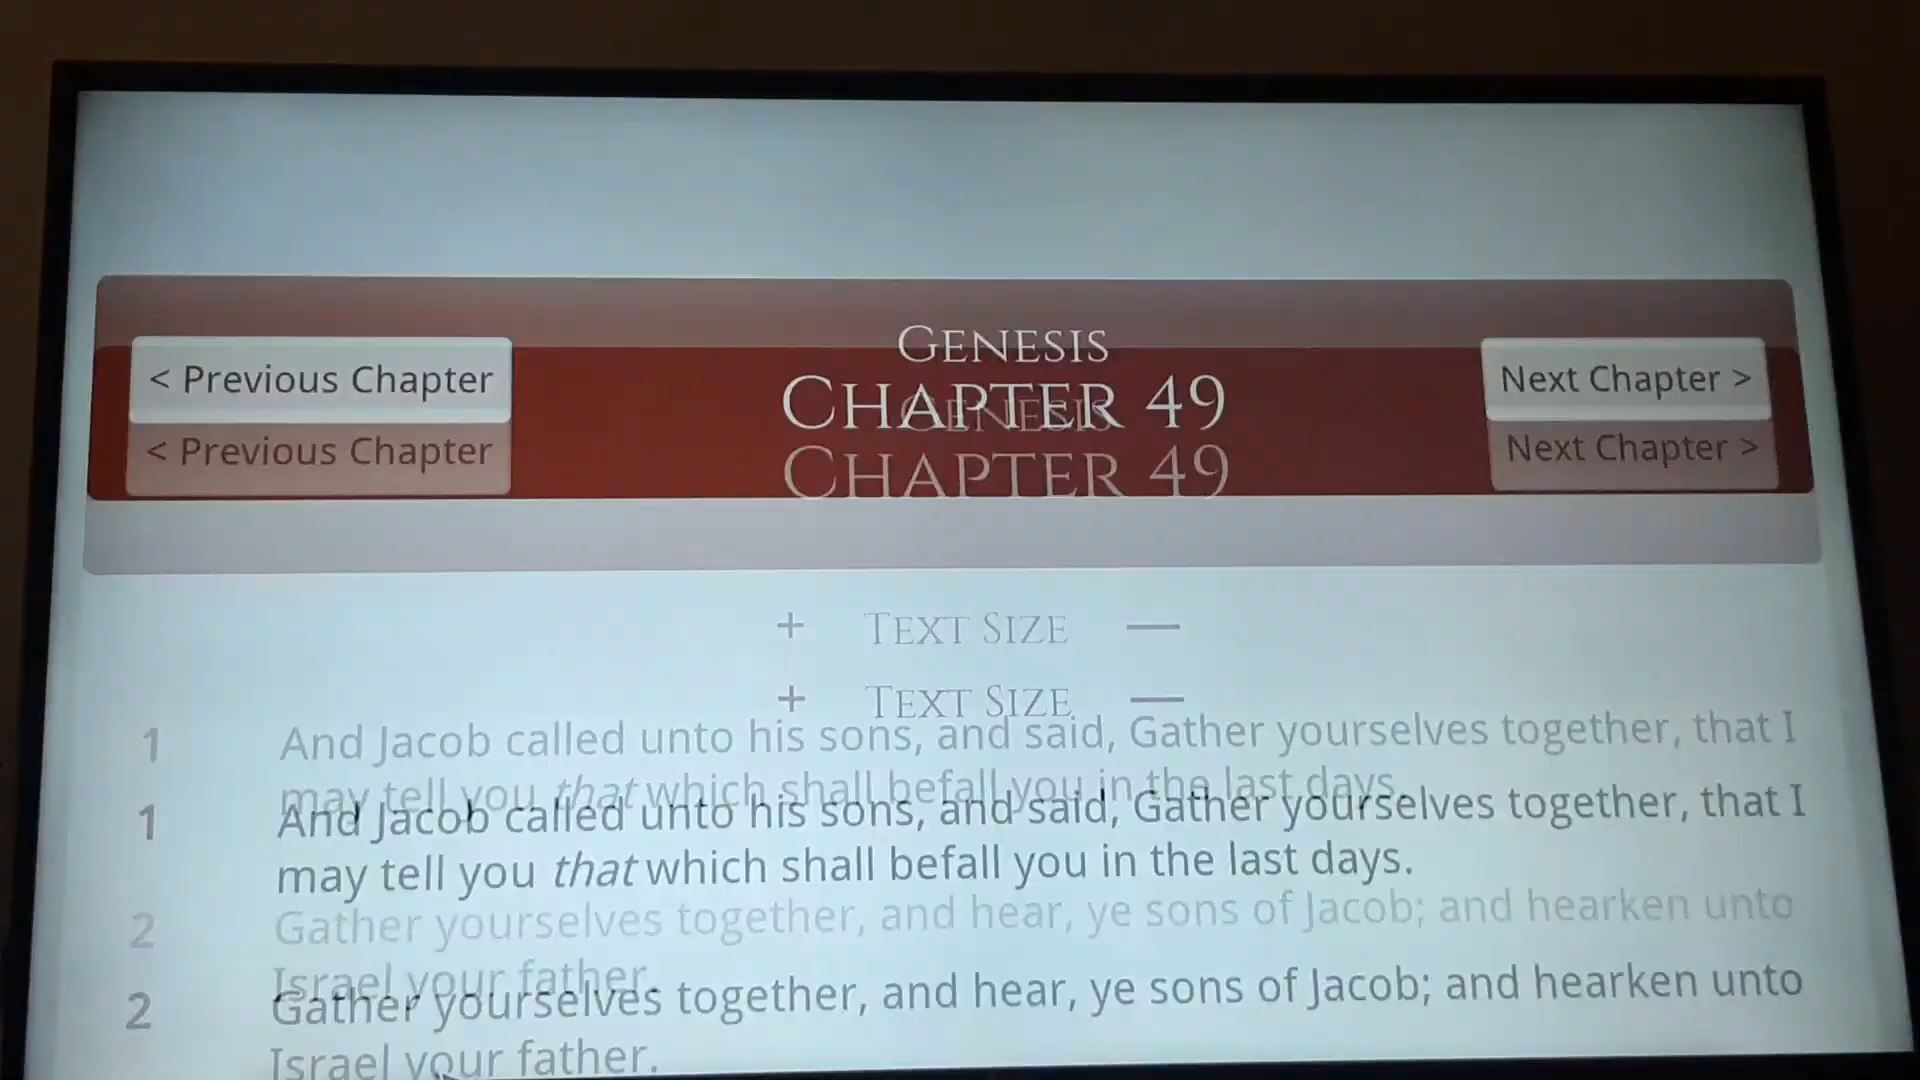 GENESIS
< Previous Chapter
CHAPTER 49
Next Chapter >
GENESIS
< Previous Chapter
CHAPTER 49
Next Chapter >
+ TEXT SIZE —
+ TEXT SIZE —
1 And Jacob called unto his sons, and said, Gather yourselves together, that I
may tell you that which shall befall you in the last days.
1 And Jacob called unto his sons, and said, Gather yourselves together, that I
may tell you that which shall befall you in the last days.
2 Gather yourselves together, and hear, ye sons of Jacob; and hearken unto
Israel your father.
2 Gather yourselves together, and hear, ye sons of Jacob; and hearken unto
Israel your father.